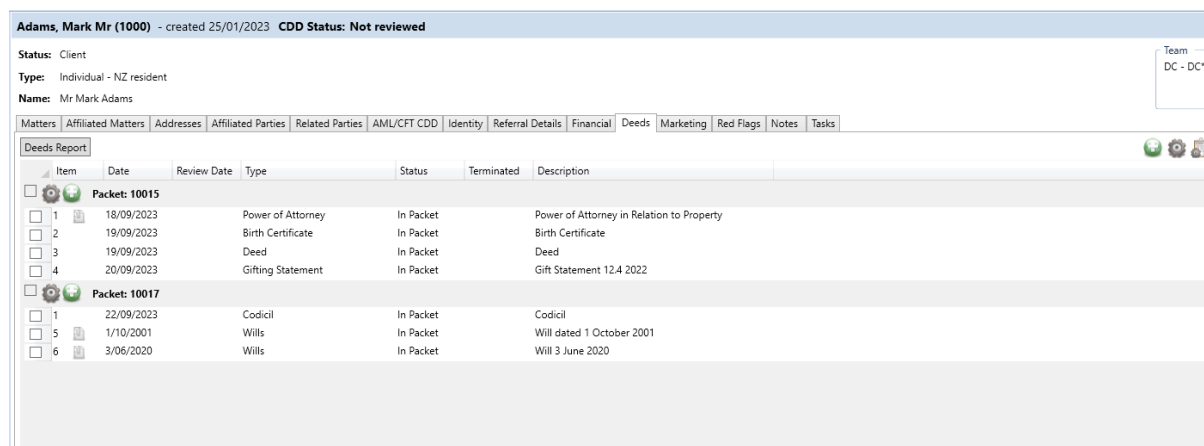 Adams, Mark Mr (1000) - created 25/01/2023 CDD Status: Not reviewed
Status: Client
Team
DC - DC*
Type: Individual - NZ resident
Name: Mr Mark Adams
Matters Affiliated Matters Addresses Affiliated Parties Related Parties AML/CFT CDD Identity Referral Details Financial Deeds Marketing Red Flags Notes Tasks
Deeds Report
Item Date Review Date Type Status Terminated Description
Packet: 10015
1 18/09/2023 Power of Attorney In Packet Power of Attorney in Relation to Property
2 19/09/2023 Birth Certificate In Packet Birth Certificate
3 19/09/2023 Deed In Packet Deed
4 20/09/2023 Gifting Statement In Packet Gift Statement 12.4 2022
Packet: 10017
1 22/09/2023 Codicil In Packet Codicil
5 1/10/2001 Wills In Packet Will dated 1 October 2001
6 3/06/2020 Wills In Packet Will 3 June 2020